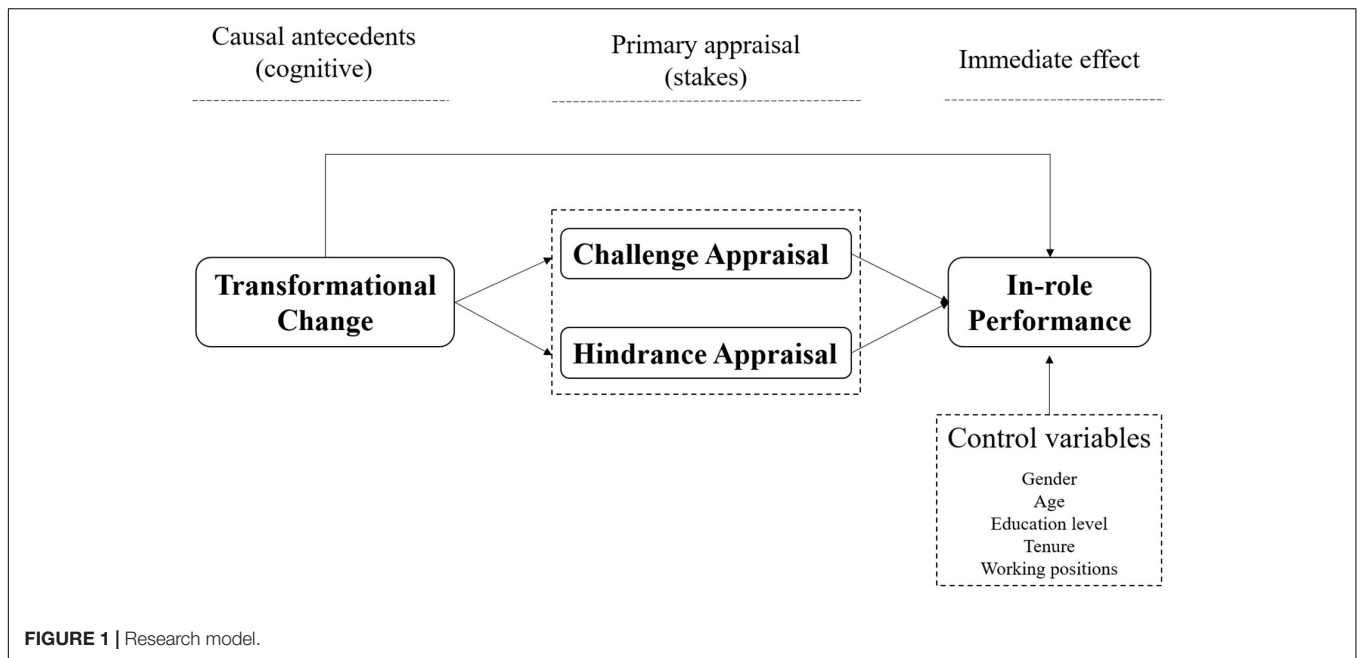 Causal antecedents
(cognitive)
Primary appraisal
(stakes)
Immediate effect
Transformational
Change
Challenge Appraisal
Hindrance Appraisal
In-role
Performance
Control variables
Gender
Age
Education level
Tenure
Working positions
FIGURE 1 | Research model.